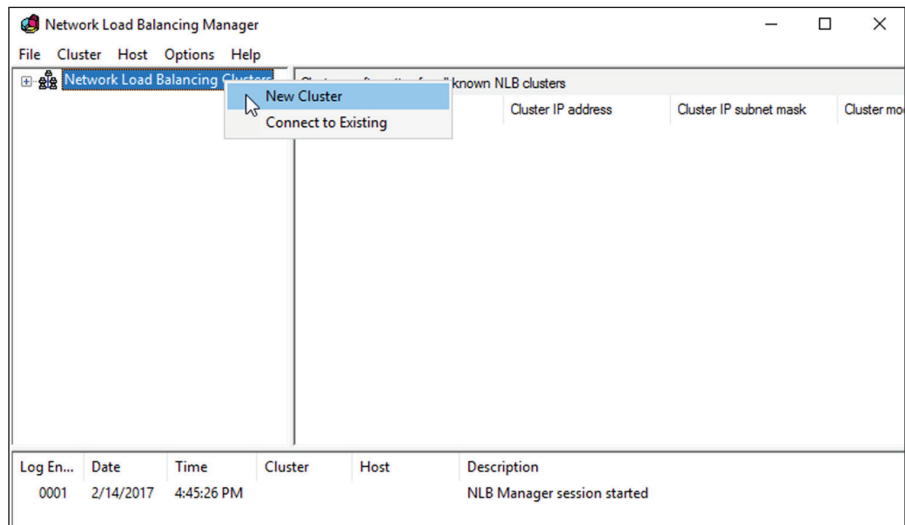 Network Load Balancing Manager
File Cluster Host Options Help
Network Load Balancing Clusters
known NLB clusters
New Cluster
Connect to Existing
Cluster IP address Cluster IP subnet mask Cluster mo
Log En... Date Time Cluster Host Description
0001 2/14/2017 4:45:26 PM NLB Manager session started